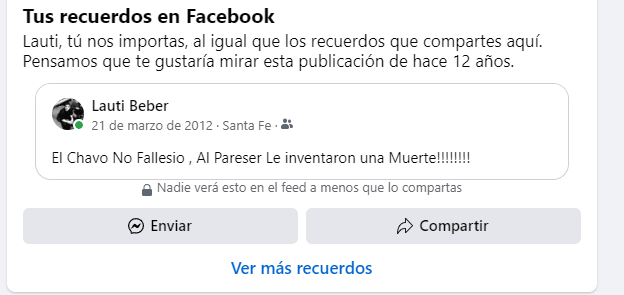 Tus recuerdos en Facebook
Lauti, tú nos importas, al igual que los recuerdos que compartes aquí.
Pensamos que te gustaría mirar esta publicación de hace 12 años.
Lauti Beber
21 de marzo de 2012 · Santa Fe ·
El Chavo No Fallesio , Al Pareser Le inventaron una Muerte!!!!!!!!
Nadie verá esto en el feed a menos que lo compartas
Enviar
Compartir
Ver más recuerdos